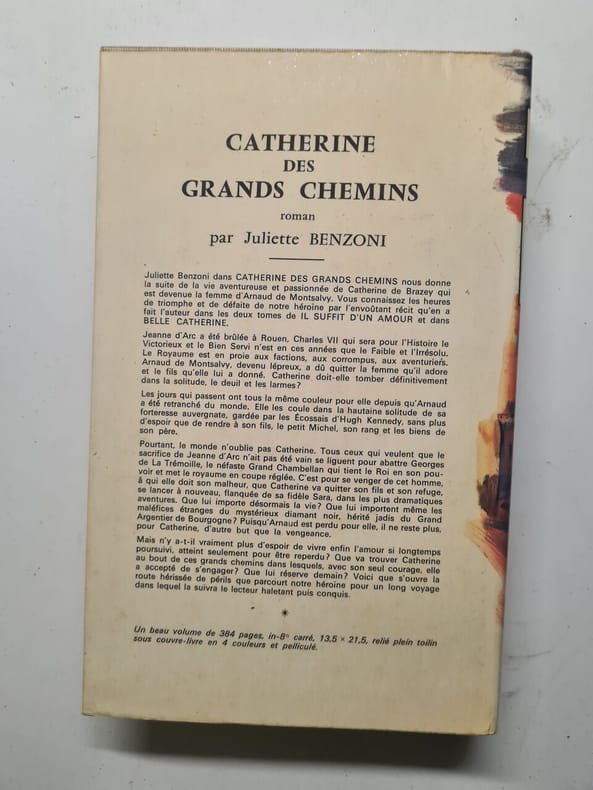 CATHERINE
DES
GRANDS CHEMINS
roman
par Juliette BENZONI
Juliette Benzoni dans CATHERINE DES GRANDS CHEMINS nous donne
la suite de la vie aventureuse et passionnée de Catherine de Brazey qui
est devenue la femme d'Arnaud de Montsalvy. Vous connaissez les heures
de triomphe et de défaite de notre héroïne par l'envoûtant récit qu'en a
fait l'auteur dans les deux tomes de IL SUFFIT D'UN AMOUR et dans
BELLE CATHERINE.
Jeanne d'Arc a été brûlée à Rouen, Charles VII qui sera pour l'Histoire le
Victorieux et le Bien Servi n'est en ces années que le Faible et l'Irrésolu.
Le Royaume est en proie aux factions, aux corrompus, aux aventuriers.
Arnaud de Montsalvy, devenu lépreux, a dû quitter la femme qu'il adore
et le fils qu'elle lui a donné. Catherine doit-elle tomber définitivement
dans la solitude, le deuil et les larmes?
Les jours qui passent ont tous la même couleur pour elle depuis qu'Arnaud
a été retranché du monde. Elle les coule dans la hautaine solitude de sa
forteresse auvergnate, gardée par les Écossais d'Hugh Kennedy, sans plus
d'espoir que de rendre à son fils, le petit Michel, son rang et les biens de
son père.
Pourtant, le monde n'oublie pas Catherine. Tous ceux qui veulent que le
sacrifice de Jeanne d'Arc n'ait pas été vain se liguent pour abattre Georges
de La Trémoille, le néfaste Grand Chambellan qui tient le Roi en son pou-
voir et met le royaume en coupe réglée. C'est pour se venger de cet homme,
à qui elle doit son malheur, que Catherine va quitter son fils et son refuge,
se lancer à nouveau, flanquée de sa fidèle Sara, dans les plus dramatiques
aventures. Que lui importe désormais la vie? Que lui importent même les
maléfices étranges du mystérieux diamant noir, hérité jadis du Grand
Argentier de Bourgogne? Puisqu'Arnaud est perdu pour elle, il ne reste plus,
pour Catherine, d'autre but que la vengeance.
Mais n'y a-t-il vraiment plus d'espoir de vivre enfin l'amour si longtemps
poursuivi, atteint seulement pour être reperdu? Que va trouver Catherine
au bout de ces grands chemins dans lesquels, avec son seul courage, elle
a accepté de s'engager? Que lui réserve demain? Voici que s'ouvre la
route hérissée de périls que parcourt notre héroïne pour un long voyage
dans lequel la suivra le lecteur haletant puis conquis.
*
Un beau volume de 384 pages, in-8° carré, 13,5 × 21,5, relié plein toilin
sous couvre-livre en 4 couleurs et pelliculé.